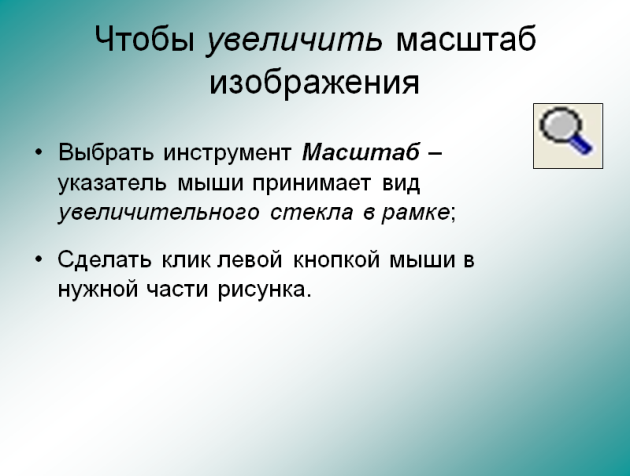 Чтобы увеличить масштаб
изображения
• Выбрать инструмент Масштаб –
указатель мыши принимает вид
увеличительного стекла в рамке;
• Сделать клик левой кнопкой мыши в
нужной части рисунка.